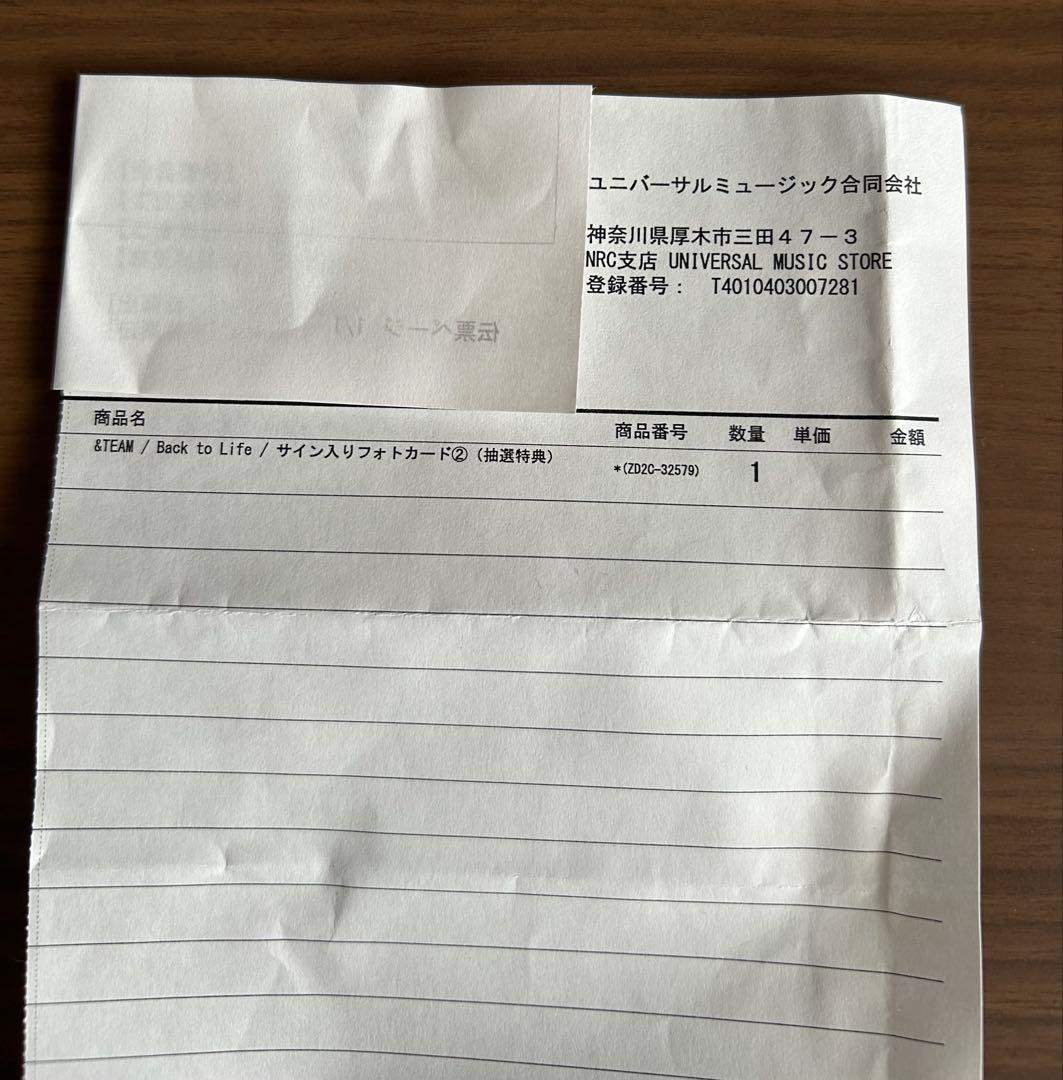 ユニバーサルミュージック合同会社
神奈川県厚木市三田47-3
NRC支店 UNIVERSAL MUSIC STORE
登録番号： T4010403007281
伝票ページ 1/1
商品名 商品番号 数量 単価 金額
&TEAM / Back to Life / サイン入りフォトカード②（抽選特典） *(ZD2C-32579) 1